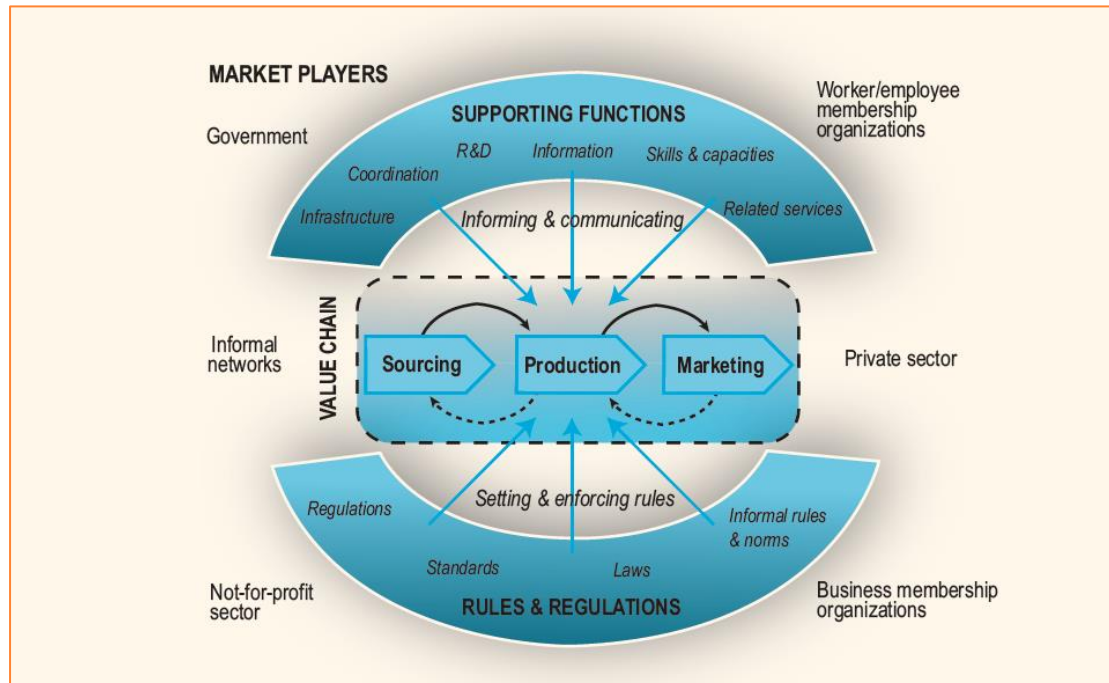 MARKET PLAYERS
Government
Worker/employee
membership
organizations
SUPPORTING FUNCTIONS
R&D
Information
Skills & capacities
Coordination
Infrastructure
Related services
Informing & communicating
VALUE CHAIN
Informal
networks
Sourcing
Production
Marketing
Private sector
Setting & enforcing rules
Regulations
Standards
Laws
Informal rules
& norms
RULES & REGULATIONS
Not-for-profit
sector
Business membership
organizations